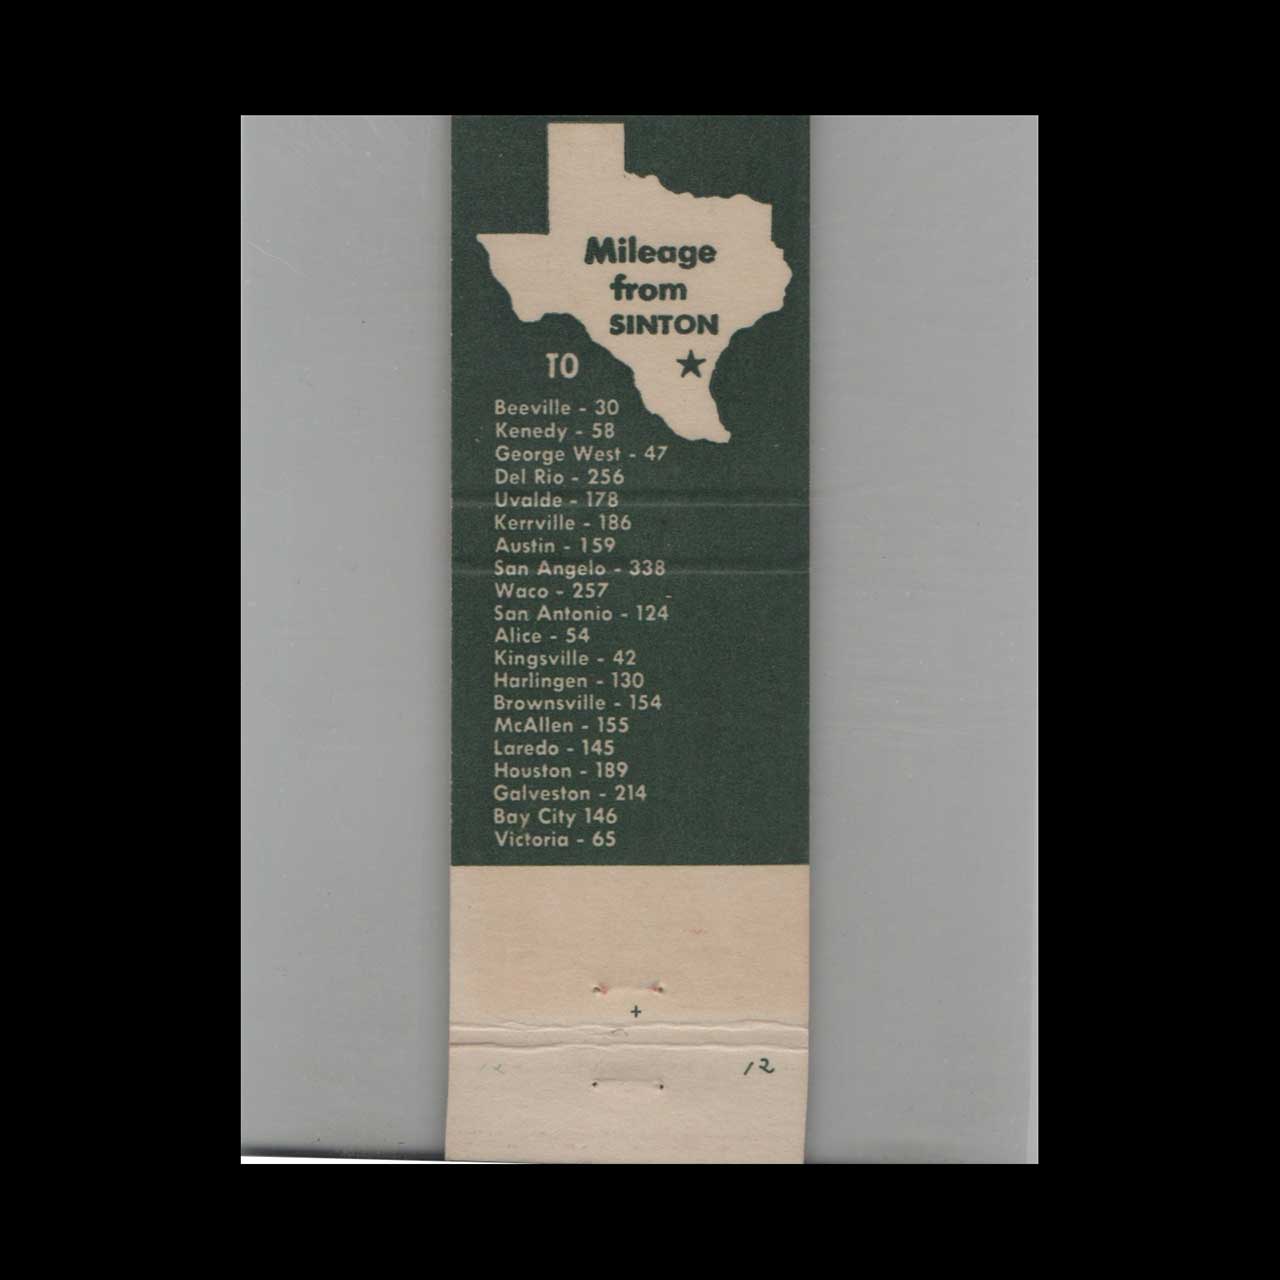 Mileage
from
SINTON
TO
Beeville - 30
Kenedy - 58
George West - 47
Del Rio - 256
Uvalde - 178
Kerrville - 186
Austin - 159
San Angelo - 338
Waco - 257
San Antonio - 124
Alice - 54
Kingsville - 42
Harlingen - 130
Brownsville - 154
McAllen - 155
Laredo - 145
Houston - 189
Galveston - 214
Bay City 146
Victoria - 65
+
12